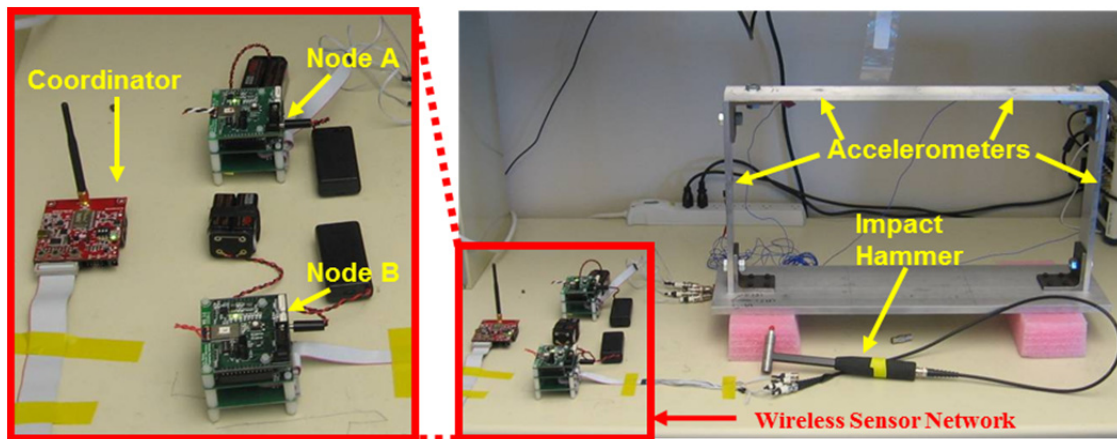 Coordinator
Node A
Node B
Accelerometers
Impact
Hammer
Wireless Sensor Network